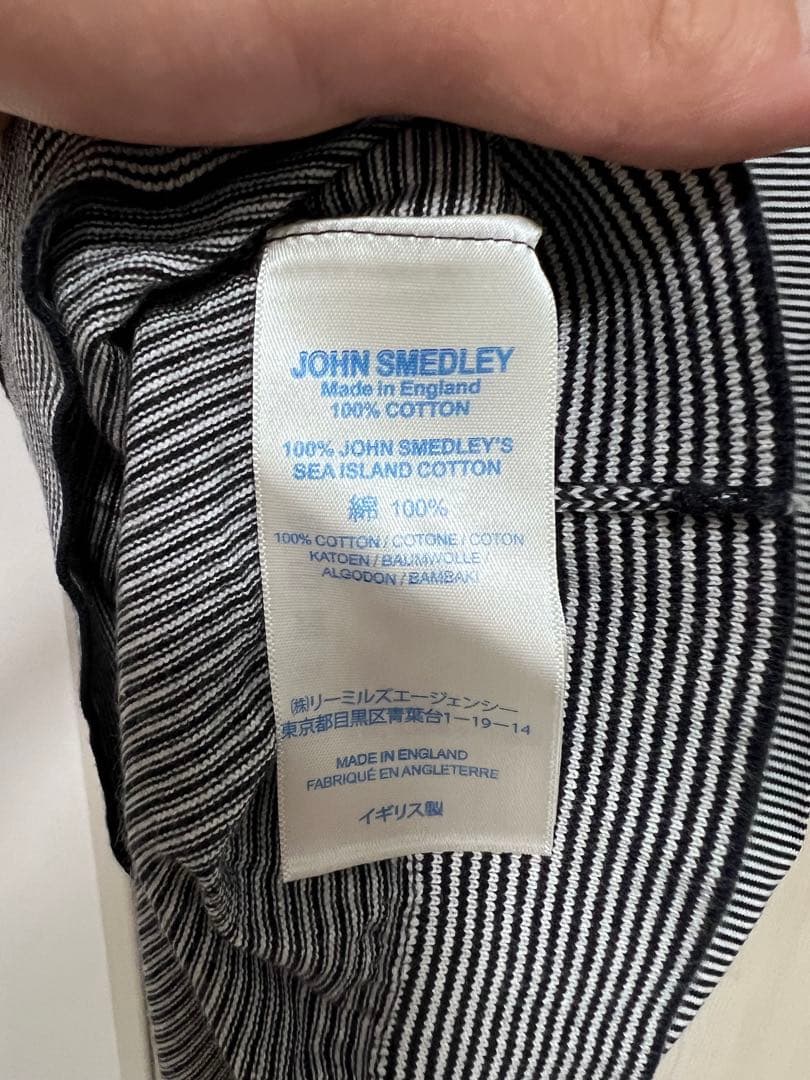 JOHN SMEDLEY
Made in England
100% COTTON
100% JOHN SMEDLEY'S
SEA ISLAND COTTON
綿 100%
100% COTTON / COTONE / COTON
KATOEN / BAUMWOLLE /
ALGODON / BAMBAKI
㈱リーミルズエージェンシー
東京都目黒区青葉台1-19-14
MADE IN ENGLAND
FABRIQUÉ EN ANGLETERRE
イギリス製